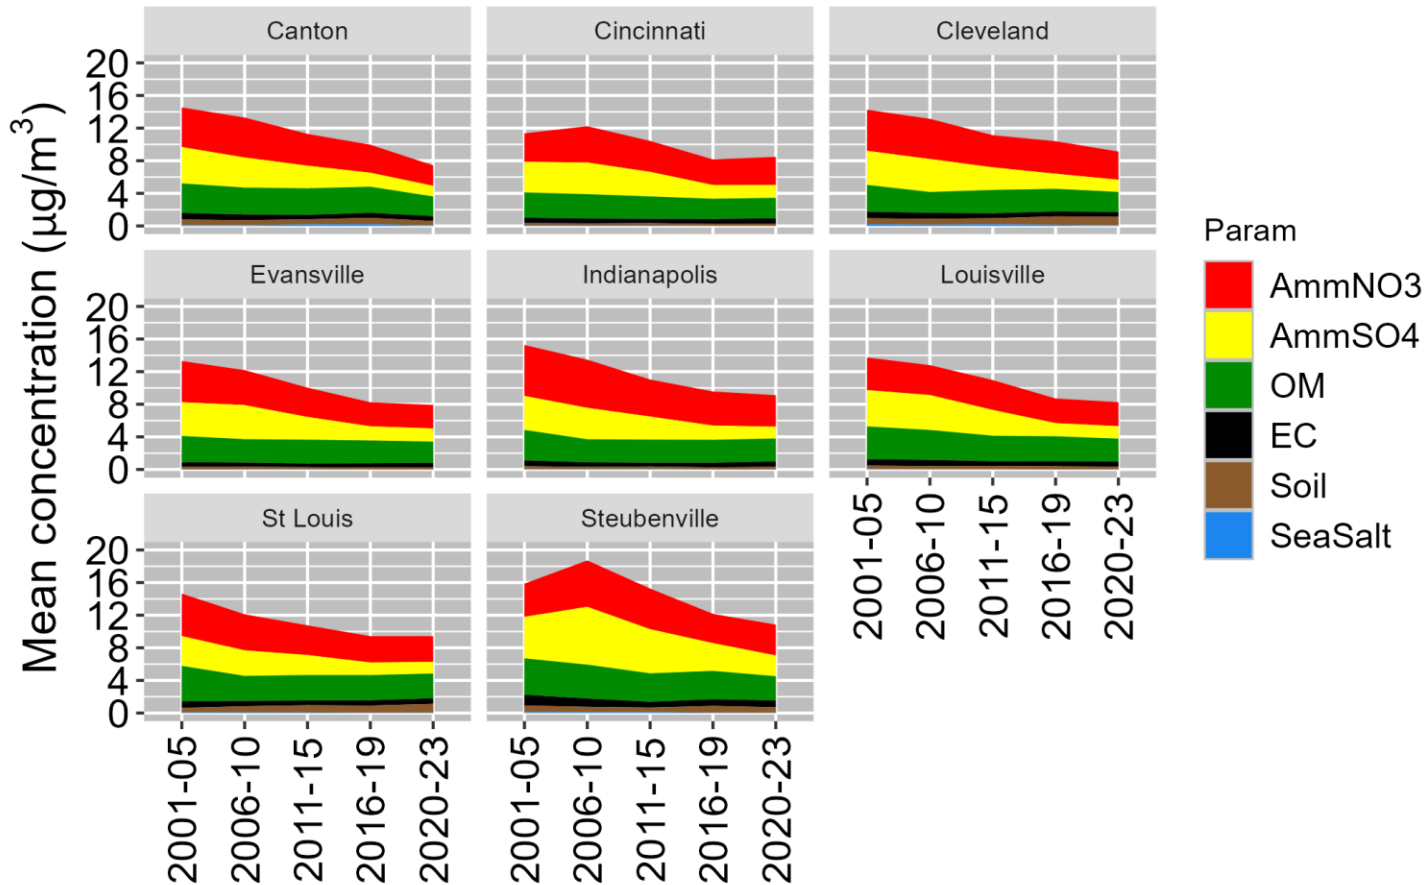 Mean concentration (µg/m³)
Canton
Cincinnati
Cleveland
20
16
12
8
4
0
Evansville
Indianapolis
Louisville
20
16
12
8
4
0
St Louis
Steubenville
20
16
12
8
4
0
2001-05
2006-10
2011-15
2016-19
2020-23
2001-05
2006-10
2011-15
2016-19
2020-23
2001-05
2006-10
2011-15
2016-19
2020-23
Param
AmmNO3
AmmSO4
OM
EC
Soil
SeaSalt